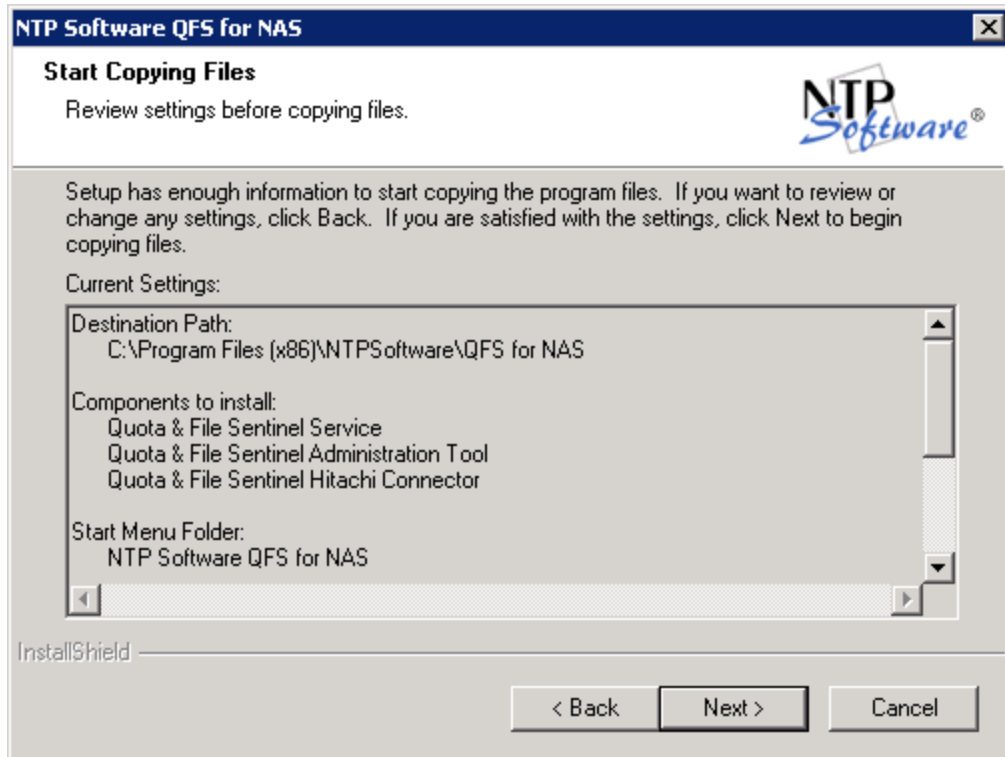 NTP Software QFS for NAS
Start Copying Files
Review settings before copying files.
NTP
Software®
Setup has enough information to start copying the program files.  If you want to review or
change any settings, click Back.  If you are satisfied with the settings, click Next to begin
copying files.
Current Settings:
Destination Path:
C:\Program Files (x86)\NTPSoftware\QFS for NAS
Components to install:
Quota & File Sentinel Service
Quota & File Sentinel Administration Tool
Quota & File Sentinel Hitachi Connector
Start Menu Folder:
NTP Software QFS for NAS
InstallShield
< Back
Next >
Cancel